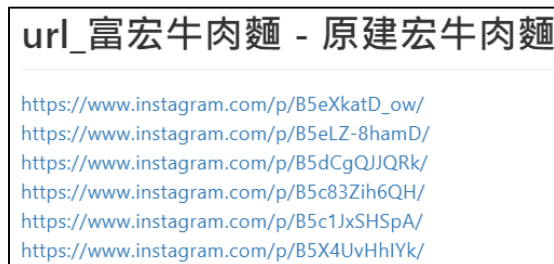 url_富宏牛肉麵 - 原建宏牛肉麵
https://www.instagram.com/p/B5eXkatD_ow/
https://www.instagram.com/p/B5eLZ-8hamD/
https://www.instagram.com/p/B5dCgQJJQRk/
https://www.instagram.com/p/B5c83Zih6QH/
https://www.instagram.com/p/B5c1JxSHSpA/
https://www.instagram.com/p/B5X4UvHhIYk/